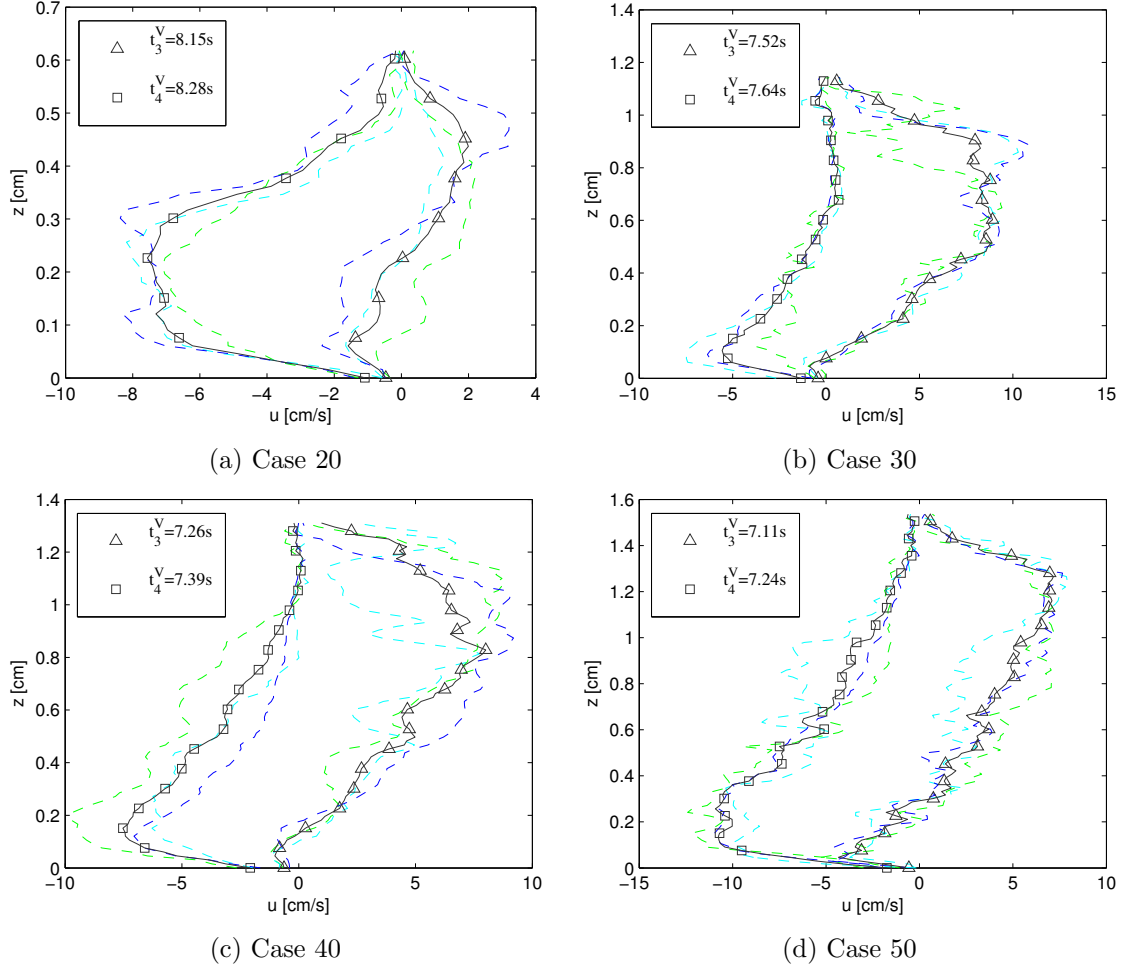 0.7
0.6
0.5
0.4
0.3
0.2
0.1
0
z [cm]
t₃ⱽ=8.15s
t₄ⱽ=8.28s
−10 −8 −6 −4 −2 0 2 4
u [cm/s]
(a) Case 20
1.4
1.2
1
0.8
0.6
0.4
0.2
0
z [cm]
t₃ⱽ=7.52s
t₄ⱽ=7.64s
−10 −5 0 5 10 15
u [cm/s]
(b) Case 30
1.4
1.2
1
0.8
0.6
0.4
0.2
0
z [cm]
t₃ⱽ=7.26s
t₄ⱽ=7.39s
−10 −5 0 5 10
u [cm/s]
(c) Case 40
1.6
1.4
1.2
1
0.8
0.6
0.4
0.2
0
z [cm]
t₃ⱽ=7.11s
t₄ⱽ=7.24s
−15 −10 −5 0 5 10
u [cm/s]
(d) Case 50